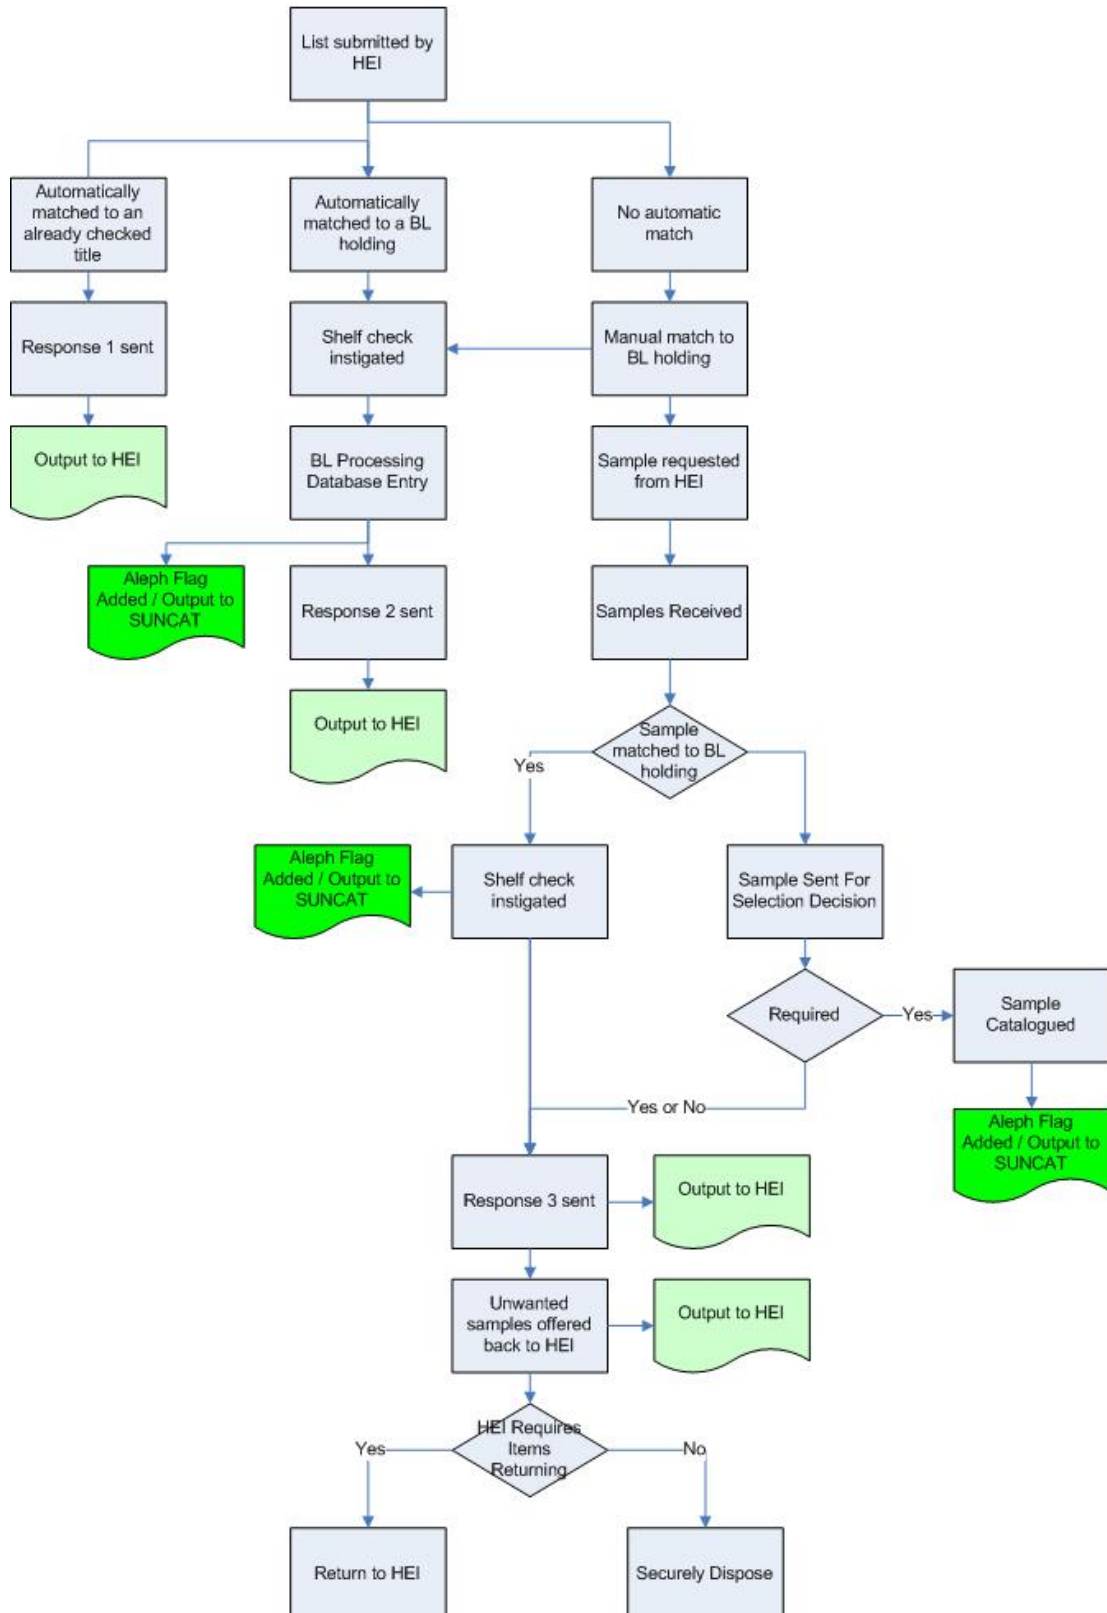 List submitted by
HEI
Automatically
matched to an
already checked
title
Automatically
matched to a BL
holding
No automatic
match
Response 1 sent
Shelf check
instigated
Manual match to
BL holding
Output to HEI
BL Processing
Database Entry
Sample requested
from HEI
Aleph Flag
Added / Output to
SUNCAT
Response 2 sent
Samples Received
Output to HEI
Sample
matched to BL
holding
Yes
Aleph Flag
Added / Output to
SUNCAT
Shelf check
instigated
Sample Sent For
Selection Decision
Required
Yes
Sample
Catalogued
Yes or No
Aleph Flag
Added / Output to
SUNCAT
Response 3 sent
Output to HEI
Unwanted
samples offered
back to HEI
Output to HEI
HEI Requires
Items
Returning
Yes
No
Return to HEI
Securely Dispose